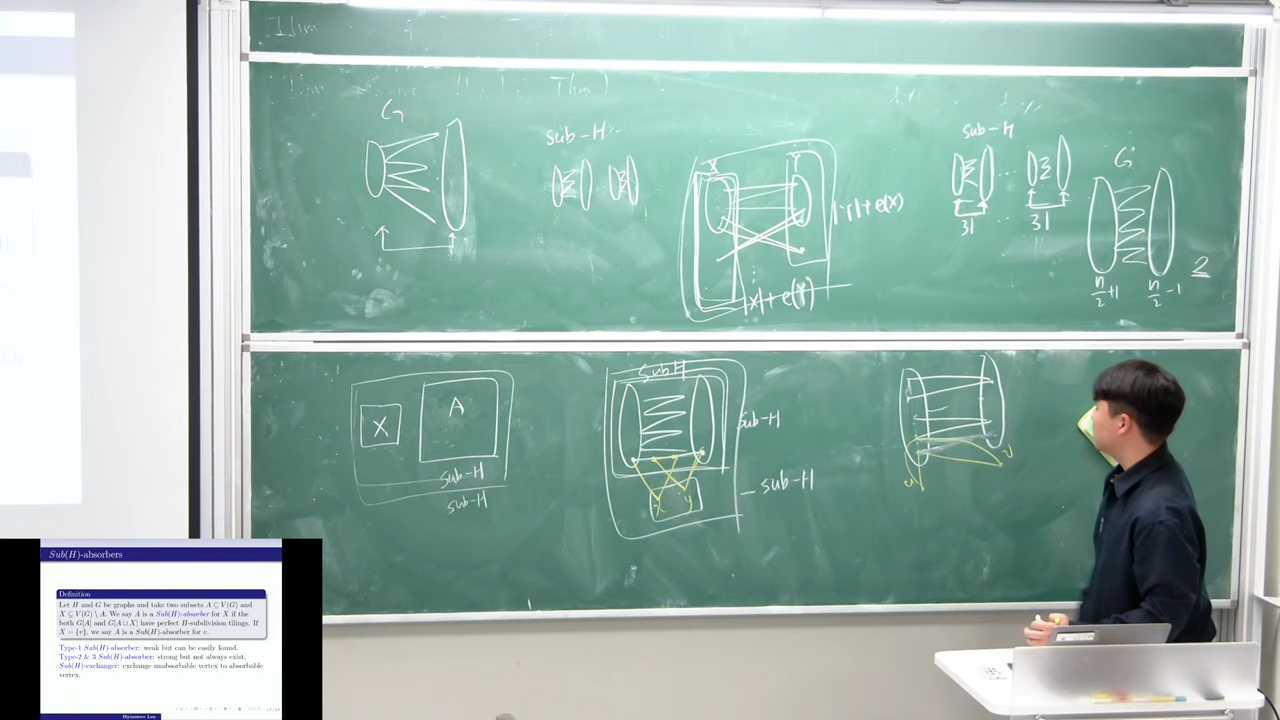 Thm)
G
sub-H
X
Y
|Y|+e(X)
|X|+e(Y)
sub-H
31
31
G
n/2+1
n/2-1
2
X
A
sub-H
sub-H
sub H
sub-H
x
y
sub-H
u
v
Sub(H)-absorbers
Definition
Let H and G be graphs and take two subsets A ⊆ V(G) and
X ⊆ V(G) \ A. We say A is a Sub(H)-absorber for X if the
both G[A] and G[A ∪ X] have perfect H-subdivision tilings. If
X = {v}, we say A is a Sub(H)-absorber for v.
Type-1 Sub(H)-absorber: weak but can be easily found.
Type-2 & 3 Sub(H)-absorber: strong but not always exist.
Sub(H)-exchanger: exchange unabsorbable vertex to absorbable
vertex.
Hyunwoo Lee